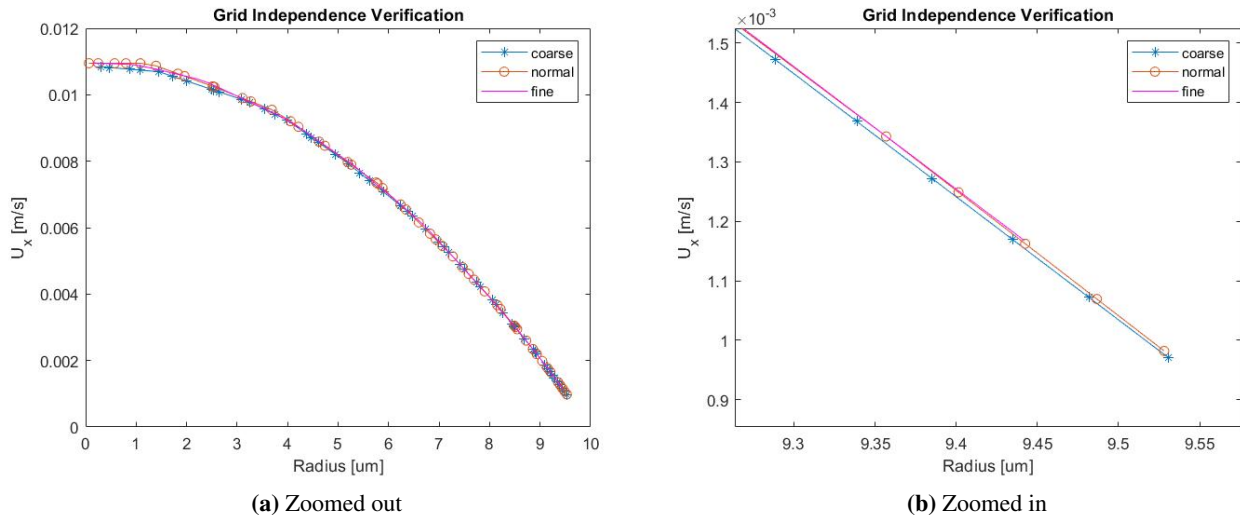 Grid Independence Verification
0.012
0.01
0.008
0.006
0.004
0.002
0
U_x [m/s]
coarse
normal
fine
0 1 2 3 4 5 6 7 8 9 10
Radius [um]
(a) Zoomed out
×10⁻³
Grid Independence Verification
1.5
1.4
1.3
1.2
1.1
1
0.9
U_x [m/s]
coarse
normal
fine
9.3 9.35 9.4 9.45 9.5 9.55
Radius [um]
(b) Zoomed in